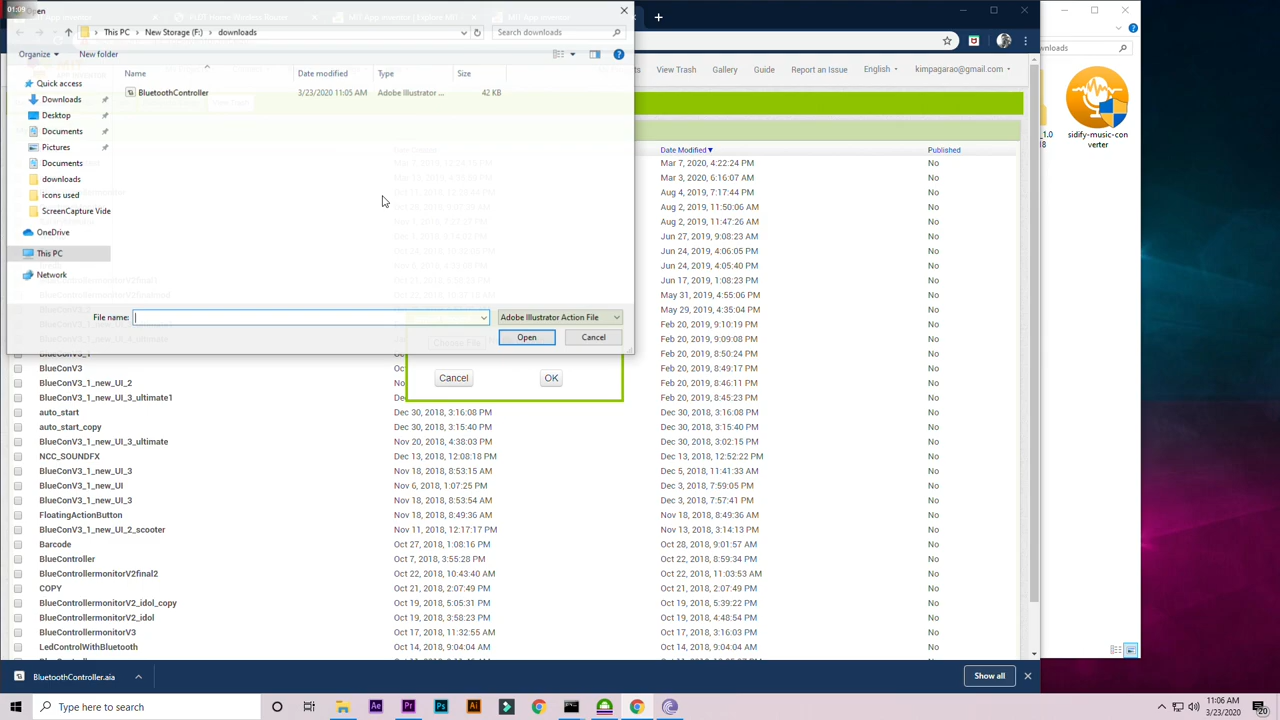 01:09
Open
This PC > New Storage (F:) > downloads
Search downloads
Organize
New folder
Name
Date modified
Type
Size
BluetoothController
3/23/2020 11:05 AM
Adobe Illustrator ...
42 KB
Quick access
Downloads
Desktop
Documents
Pictures
Documents
downloads
icons used
ScreenCapture Vide
OneDrive
This PC
Network
File name:
Adobe Illustrator Action File
Open
Cancel
View Trash
Gallery
Guide
Report an Issue
English
kimpagarao@gmail.com
Date Modified▼
Published
Mar 7, 2020, 4:22:24 PM No
Mar 3, 2020, 6:16:07 AM No
Aug 4, 2019, 7:17:44 PM No
Aug 2, 2019, 11:50:06 AM No
Aug 2, 2019, 11:47:26 AM No
Jun 27, 2019, 9:08:23 AM No
Jun 24, 2019, 4:06:05 PM No
Jun 24, 2019, 4:05:40 PM No
Jun 17, 2019, 1:08:23 PM No
May 31, 2019, 4:55:06 PM No
May 29, 2019, 4:35:04 PM No
Feb 20, 2019, 9:10:19 PM No
Feb 20, 2019, 9:09:08 PM No
BlueConV3_1 Feb 20, 2019, 8:50:24 PM No
BlueConV3 Feb 20, 2019, 8:49:17 PM No
BlueConV3_1_new_UI_2 Feb 20, 2019, 8:46:11 PM No
BlueConV3_1_new_UI_3_ultimate1 Feb 20, 2019, 8:45:23 PM No
Cancel
OK
auto_start Dec 30, 2018, 3:16:08 PM Dec 30, 2018, 3:16:08 PM No
auto_start_copy Dec 30, 2018, 3:15:40 PM Dec 30, 2018, 3:15:40 PM No
BlueConV3_1_new_UI_3_ultimate Nov 20, 2018, 4:38:03 PM Dec 30, 2018, 3:02:15 PM No
NCC_SOUNDFX Dec 13, 2018, 12:08:18 PM Dec 13, 2018, 12:52:22 PM No
BlueConV3_1_new_UI_3 Nov 18, 2018, 8:53:15 AM Dec 5, 2018, 11:41:33 AM No
BlueConV3_1_new_UI Nov 6, 2018, 1:07:25 PM Dec 3, 2018, 7:59:05 PM No
BlueConV3_1_new_UI_3 Nov 18, 2018, 8:53:54 AM Dec 3, 2018, 7:57:41 PM No
FloatingActionButton Nov 18, 2018, 8:49:36 AM Nov 18, 2018, 8:49:36 AM No
BlueConV3_1_new_UI_2_scooter Nov 11, 2018, 12:17:17 PM Nov 13, 2018, 3:14:13 PM No
Barcode Oct 27, 2018, 1:08:16 PM Oct 28, 2018, 9:01:57 AM No
BlueController Oct 7, 2018, 3:55:28 PM Oct 22, 2018, 8:59:34 PM No
BlueControllermonitorV2final2 Oct 22, 2018, 10:43:40 AM Oct 22, 2018, 11:03:53 AM No
COPY Oct 21, 2018, 2:07:49 PM Oct 21, 2018, 2:07:49 PM No
BlueControllermonitorV2_idol_copy Oct 19, 2018, 5:05:31 PM Oct 19, 2018, 5:39:22 PM No
BlueControllermonitorV2_idol Oct 19, 2018, 3:58:23 PM Oct 19, 2018, 4:48:54 PM No
BlueControllermonitorV3 Oct 17, 2018, 11:32:55 AM Oct 17, 2018, 3:16:03 PM No
LedControlWithBluetooth Oct 14, 2018, 9:04:04 AM Oct 14, 2018, 9:04:04 AM No
sidify-music-con
verter
BluetoothController.aia
Show all
Type here to search
11:06 AM
3/23/2020
20